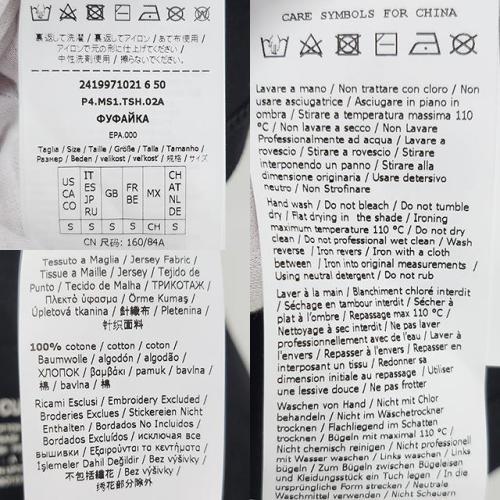 裏返して洗濯 / 裏返してアイロン / あて布使用 /
アイロンで元の形に仕上げてください /
中性洗剤使用 / 擦らないでください。
2419971021 6 50
P4.MS1.TSH.02A
ФУФАЙКА
EPA.000
Taglia / Size / Taille / Größe / Talla / Tamanho /
Размер / Beden / velikost / veľkosť / 规格 / サイズ
US CA CO
IT ES JP RU
GB
FR BE
MX
CH AT NL DE
S S S S CH S
CN 尺码: 160/84A
Tessuto a Maglia / Jersey Fabric /
Tissue a Maille / Jersey / Tejido de
Punto / Tecido de Malha / ТРИКОТАЖ /
Πλεκτό ύφασμα / Örme Kumaş /
Úpletová tkanina / 針織布 / Pletenina /
针织面料
100% cotone / cotton / coton /
Baumwolle / algodón / algodão /
ХЛОПОК / βαμβάκι / pamuk / bavlna /
棉 / bavlna / 棉
Ricami Esclusi / Embroidery Excluded /
Broderies Exclues / Stickereien Nicht
Enthalten / Bordados No Incluidos /
Bordados Excluidos / исключая все
вышивки / Εξαιρούνται τα κεντήματα /
İşlemeler Dahil Değildir / Bez výšivky /
不包括繡花 / Bez výšivky /
绣花部分除外
CARE SYMBOLS FOR CHINA
Lavare a mano / Non trattare con cloro / Non
usare asciugatrice / Asciugare in piano in
ombra / Stirare a temperatura massima 110
°C / Non lavare a secco / Non Lavare
Professionalmente ad acqua / Lavare a
rovescio / Stirare a rovescio / Stirare
interponendo un panno / Stirare a
dimensione originaria / Usare detersivo
neutro / Non Strofinare
Hand wash / Do not bleach / Do not tumble
dry / Flat drying in the shade / Ironing
maximum temperature 110 °C / Do not dry
clean / Do not professional wet clean / Wash
reverse / Iron revers / Iron with a cloth
between / Iron into original measurements /
Using neutral detergent / Do not rub
Laver à la main / Blanchiment chloré interdit
/ Séchage en tambour interdit / Sécher à
plat à l'ombre / Repassage max 110 °C /
Nettoyage à sec interdit / Ne pas laver
professionnellement avec de l'eau / Laver à
l'envers / Repasser à l'envers / Repasser en
interposant un tissu / Redonner sa
dimension initiale au repassage / Utiliser
une lessive douce / Ne pas frotter
Waschen von Hand / Nicht mit Chlor
behandeln / Nicht im Wäschetrockner
trocknen / Flachliegend im Schatten
trocknen / Bügeln mit maximal 110 °C /
Nicht chemisch reinigen / Nicht professionell
mit Wasser waschen / Links waschen / Links
bügeln / Zum Bügeln zwischen Bügeleisen
und Kleidungsstück ein Tuch legen / In die
ursprüngliche Form strecken / Neutrale